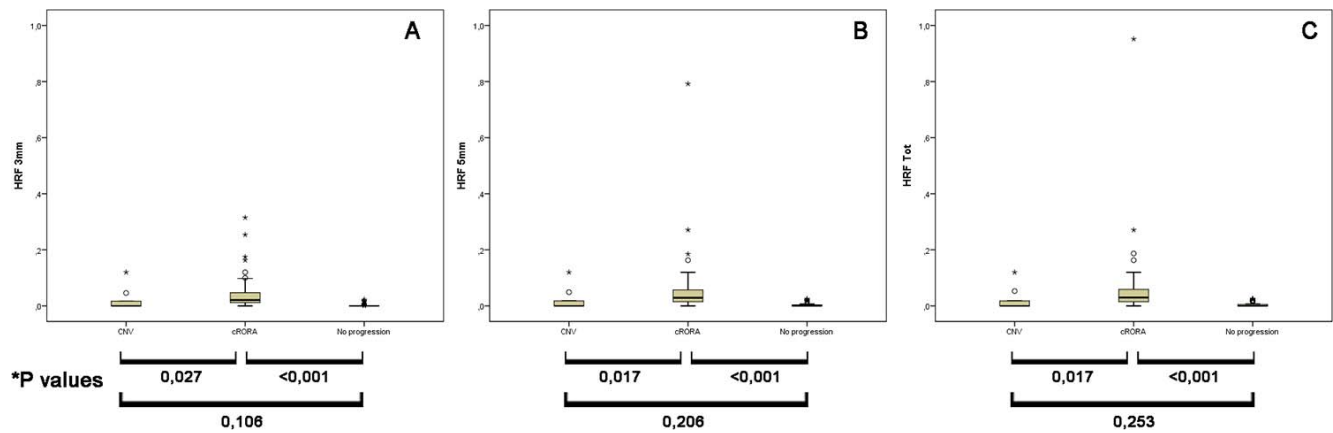 A
1,0
,8
,6
,4
,2
,0
HRF 3mm
CNV
cRORA
No progression
B
1,0
,8
,6
,4
,2
,0
HRF 5mm
CNV
cRORA
No progression
C
1,0
,8
,6
,4
,2
,0
HRF Tot
CNV
cRORA
No progression
*P values
0,027
<0,001
0,106
0,017
<0,001
0,206
0,017
<0,001
0,253